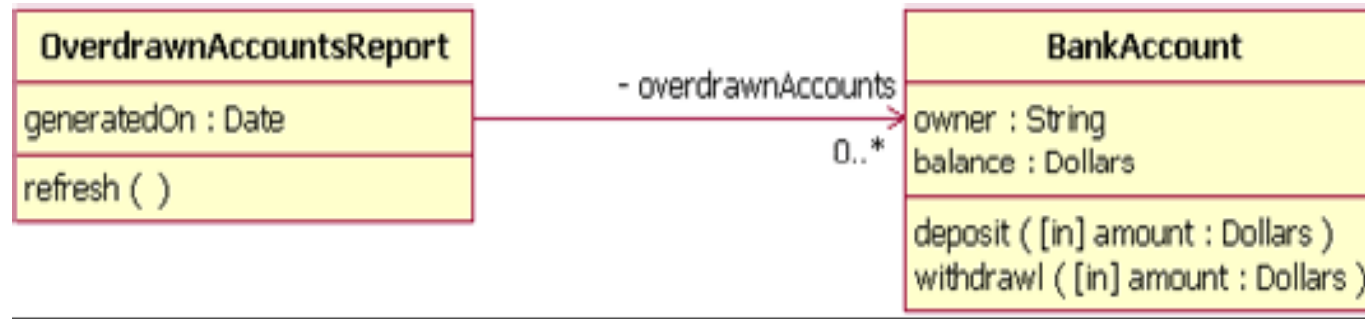 OverdrawnAccountsReport
generatedOn : Date
refresh ( )
- overdrawnAccounts
0..*
BankAccount
owner : String
balance : Dollars
deposit ( [in] amount : Dollars )
withdrawl ( [in] amount : Dollars )